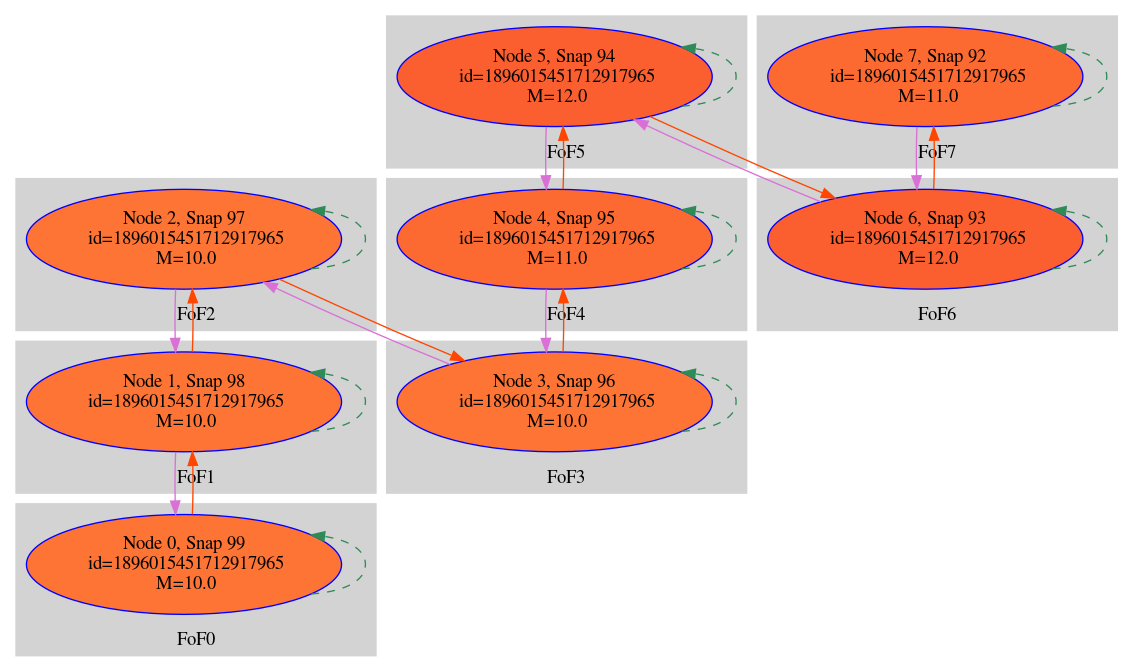 Node 5, Snap 94
id=1896015451712917965
M=12.0
FoF5
Node 7, Snap 92
id=1896015451712917965
M=11.0
FoF7
Node 2, Snap 97
id=1896015451712917965
M=10.0
FoF2
Node 4, Snap 95
id=1896015451712917965
M=11.0
FoF4
Node 6, Snap 93
id=1896015451712917965
M=12.0
FoF6
Node 1, Snap 98
id=1896015451712917965
M=10.0
FoF1
Node 3, Snap 96
id=1896015451712917965
M=10.0
FoF3
Node 0, Snap 99
id=1896015451712917965
M=10.0
FoF0